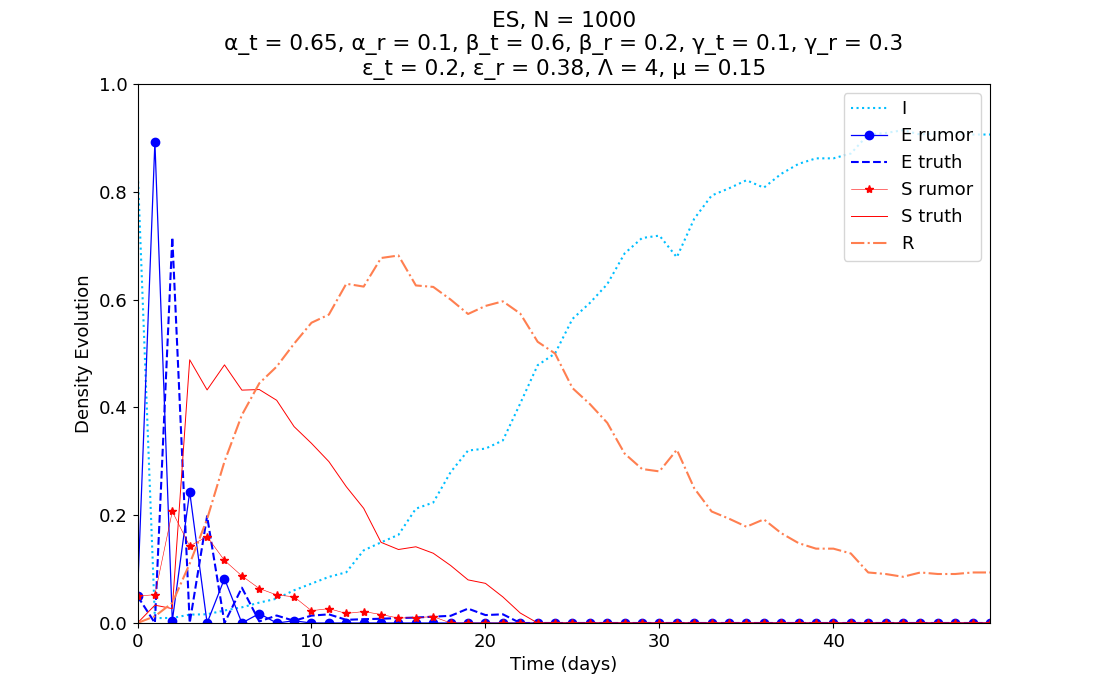 ES, N = 1000
α_t = 0.65, α_r = 0.1, β_t = 0.6, β_r = 0.2, γ_t = 0.1, γ_r = 0.3
ε_t = 0.2, ε_r = 0.38, Λ = 4, μ = 0.15
1.0
0.8
0.6
0.4
0.2
0.0
Density Evolution
I
E rumor
E truth
S rumor
S truth
R
0
10
20
30
40
Time (days)